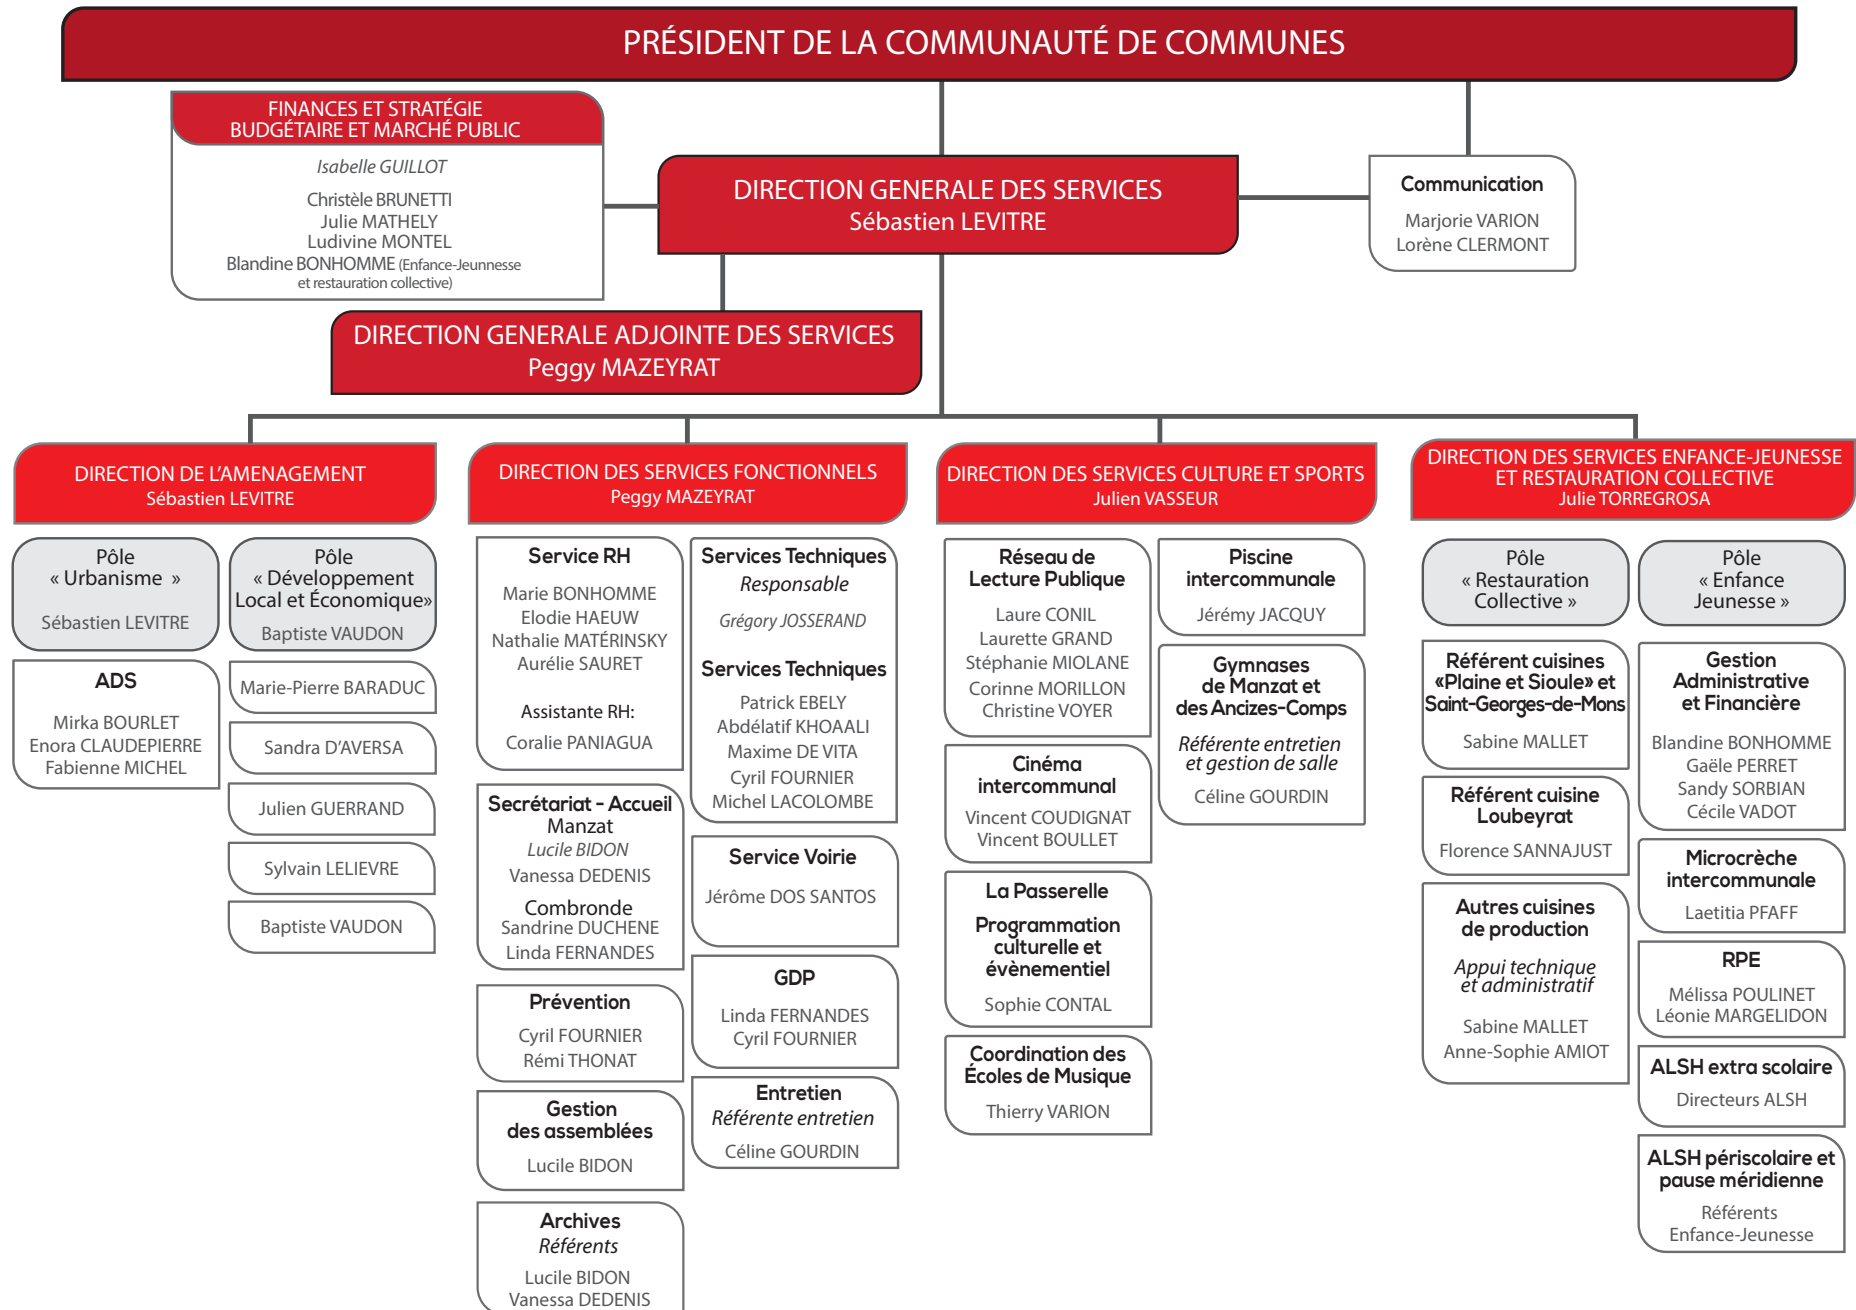 PRÉSIDENT DE LA COMMUNAUTÉ DE COMMUNES
FINANCES ET STRATÉGIE
BUDGÉTAIRE ET MARCHÉ PUBLIC
Isabelle GUILLOT
Christèle BRUNETTI
Julie MATHELY
Ludivine MONTEL
Blandine BONHOMME (Enfance-Jeunnesse
et restauration collective)
DIRECTION GENERALE DES SERVICES
Sébastien LEVITRE
Communication
Marjorie VARION
Lorène CLERMONT
DIRECTION GENERALE ADJOINTE DES SERVICES
Peggy MAZEYRAT
DIRECTION DE L'AMENAGEMENT
Sébastien LEVITRE
Pôle
« Urbanisme »
Sébastien LEVITRE
ADS
Mirka BOURLET
Enora CLAUDEPIERRE
Fabienne MICHEL
Pôle
« Développement
Local et Économique»
Baptiste VAUDON
Marie-Pierre BARADUC
Sandra D'AVERSA
Julien GUERRAND
Sylvain LELIEVRE
Baptiste VAUDON
DIRECTION DES SERVICES FONCTIONNELS
Peggy MAZEYRAT
Service RH
Marie BONHOMME
Elodie HAEUW
Nathalie MATÉRINSKY
Aurélie SAURET
Assistante RH:
Coralie PANIAGUA
Secrétariat - Accueil
Manzat
Lucile BIDON
Vanessa DEDENIS
Combronde
Sandrine DUCHENE
Linda FERNANDES
Prévention
Cyril FOURNIER
Rémi THONAT
Gestion
des assemblées
Lucile BIDON
Archives
Référents
Lucile BIDON
Vanessa DEDENIS
Services Techniques
Responsable
Grégory JOSSERAND
Services Techniques
Patrick EBELY
Abdélatif KHOAALI
Maxime DE VITA
Cyril FOURNIER
Michel LACOLOMBE
Service Voirie
Jérôme DOS SANTOS
GDP
Linda FERNANDES
Cyril FOURNIER
Entretien
Référente entretien
Céline GOURDIN
DIRECTION DES SERVICES CULTURE ET SPORTS
Julien VASSEUR
Réseau de
Lecture Publique
Laure CONIL
Laurette GRAND
Stéphanie MIOLANE
Corinne MORILLON
Christine VOYER
Cinéma
intercommunal
Vincent COUDIGNAT
Vincent BOULLET
La Passerelle
Programmation
culturelle et
évènementiel
Sophie CONTAL
Coordination des
Écoles de Musique
Thierry VARION
Piscine
intercommunale
Jérémy JACQUY
Gymnases
de Manzat et
des Ancizes-Comps
Référente entretien
et gestion de salle
Céline GOURDIN
DIRECTION DES SERVICES ENFANCE-JEUNESSE
ET RESTAURATION COLLECTIVE
Julie TORREGROSA
Pôle
« Restauration
Collective »
Référent cuisines
«Plaine et Sioule» et
Saint-Georges-de-Mons
Sabine MALLET
Référent cuisine
Loubeyrat
Florence SANNAJUST
Autres cuisines
de production
Appui technique
et administratif
Sabine MALLET
Anne-Sophie AMIOT
Pôle
« Enfance
Jeunesse »
Gestion
Administrative
et Financière
Blandine BONHOMME
Gaële PERRET
Sandy SORBIAN
Cécile VADOT
Microcrèche
intercommunale
Laetitia PFAFF
RPE
Mélissa POULINET
Léonie MARGELIDON
ALSH extra scolaire
Directeurs ALSH
ALSH périscolaire et
pause méridienne
Référents
Enfance-Jeunesse